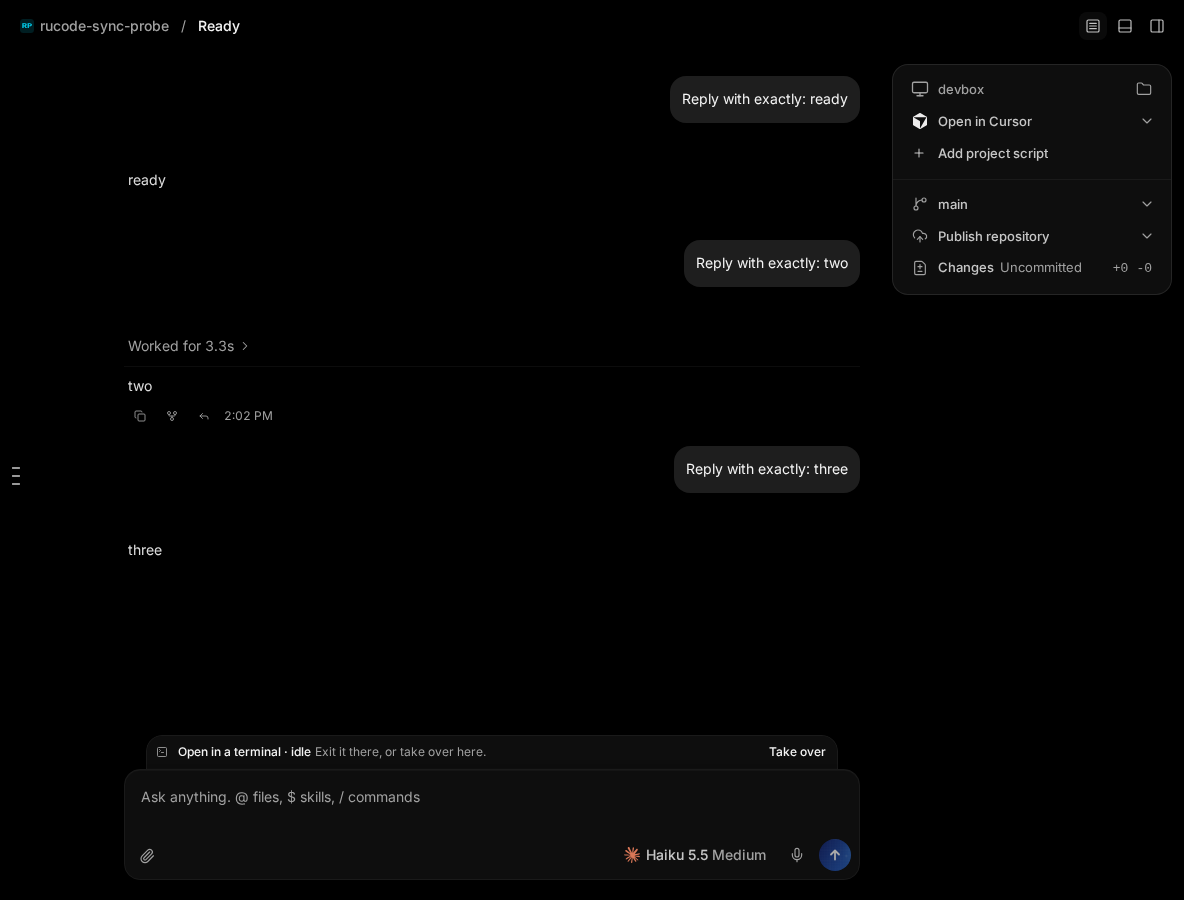 RP rucode-sync-probe / Ready
Reply with exactly: ready
ready
Reply with exactly: two
Worked for 3.3s
two
2:02 PM
Reply with exactly: three
three
Open in a terminal · idle Exit it there, or take over here. Take over
Ask anything. @ files, $ skills, / commands
Haiku 5.5 Medium
devbox
Open in Cursor
Add project script
main
Publish repository
Changes Uncommitted +0 -0